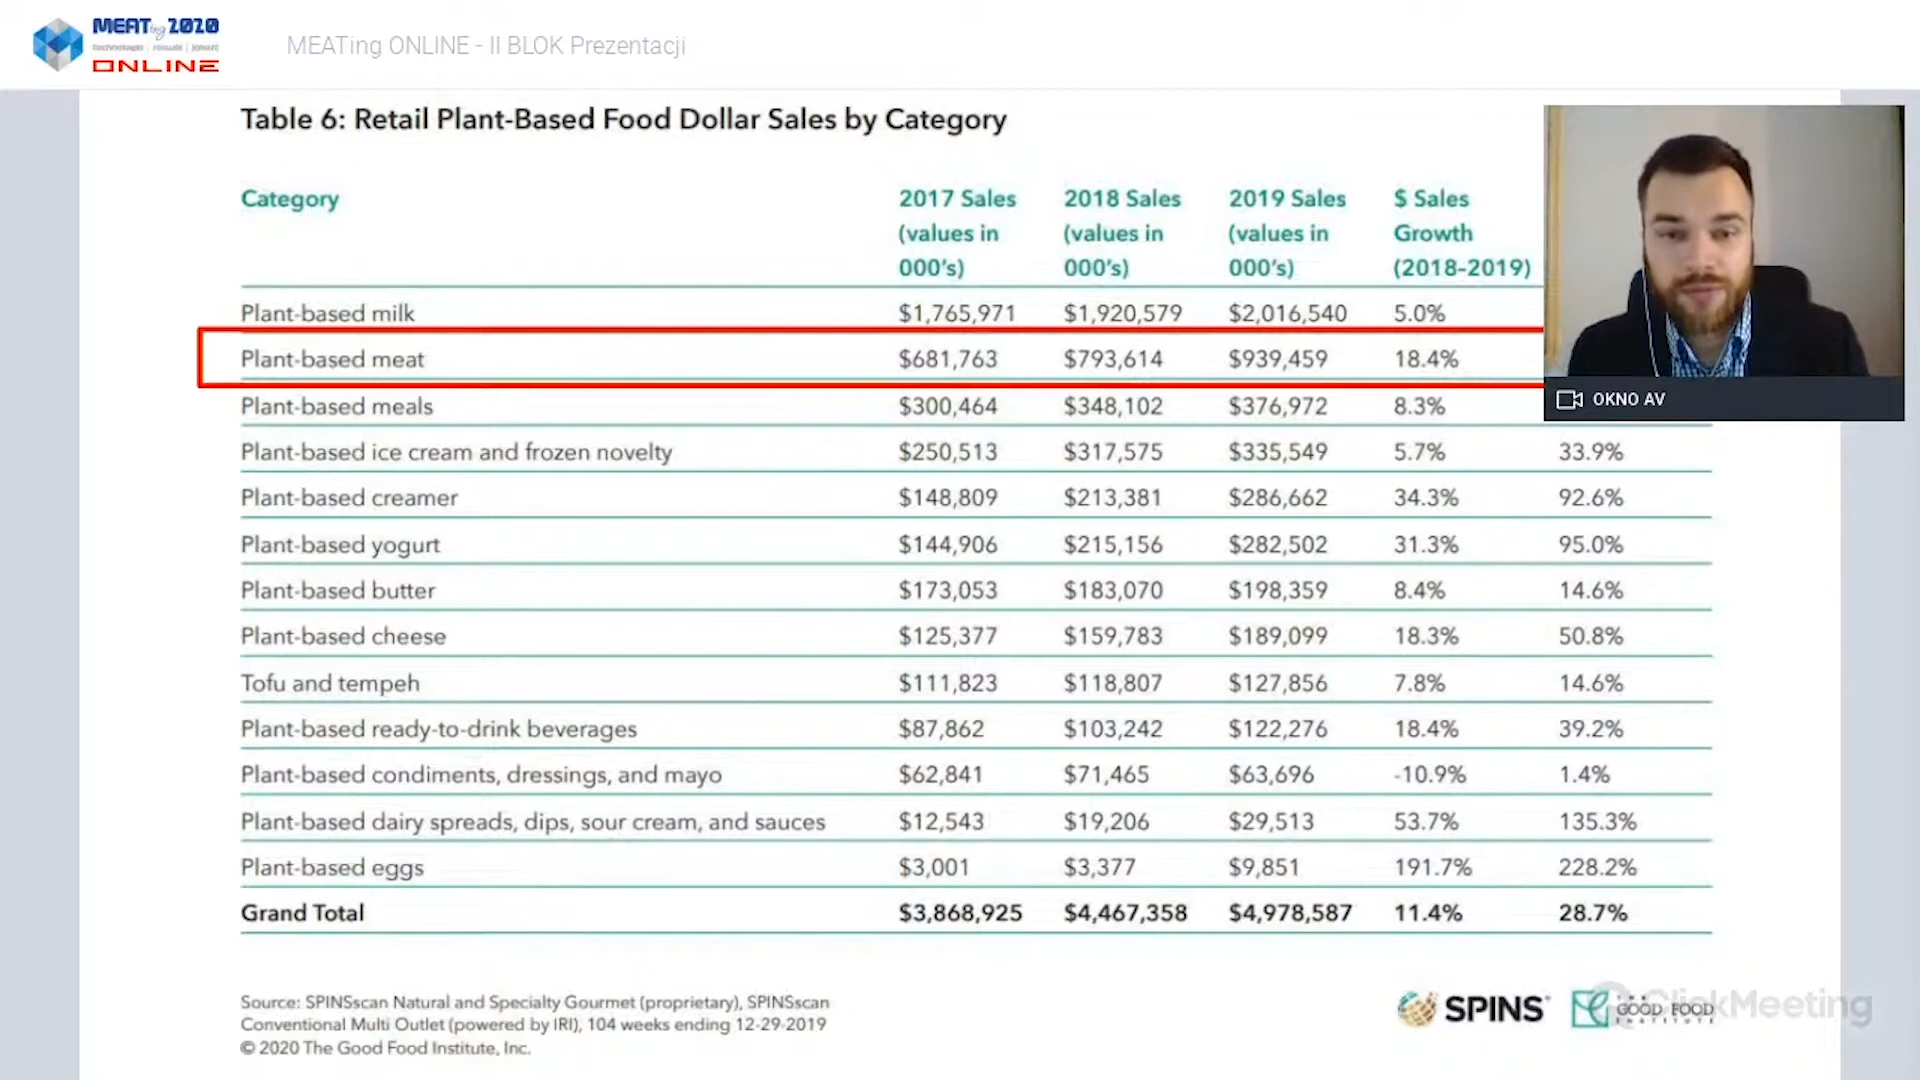 MEATing 2020
ONLINE
MEATing ONLINE - II BLOK Prezentacji
Table 6: Retail Plant-Based Food Dollar Sales by Category
Category 2017 Sales (values in 000's) 2018 Sales (values in 000's) 2019 Sales (values in 000's) $ Sales Growth (2018-2019)
Plant-based milk $1,765,971 $1,920,579 $2,016,540 5.0%
Plant-based meat $681,763 $793,614 $939,459 18.4%
Plant-based meals $300,464 $348,102 $376,972 8.3%
Plant-based ice cream and frozen novelty $250,513 $317,575 $335,549 5.7% 33.9%
Plant-based creamer $148,809 $213,381 $286,662 34.3% 92.6%
Plant-based yogurt $144,906 $215,156 $282,502 31.3% 95.0%
Plant-based butter $173,053 $183,070 $198,359 8.4% 14.6%
Plant-based cheese $125,377 $159,783 $189,099 18.3% 50.8%
Tofu and tempeh $111,823 $118,807 $127,856 7.8% 14.6%
Plant-based ready-to-drink beverages $87,862 $103,242 $122,276 18.4% 39.2%
Plant-based condiments, dressings, and mayo $62,841 $71,465 $63,696 -10.9% 1.4%
Plant-based dairy spreads, dips, sour cream, and sauces $12,543 $19,206 $29,513 53.7% 135.3%
Plant-based eggs $3,001 $3,377 $9,851 191.7% 228.2%
Grand Total $3,868,925 $4,467,358 $4,978,587 11.4% 28.7%
OKNO AV
Source: SPINSscan Natural and Specialty Gourmet (proprietary), SPINSscan
Conventional Multi Outlet (powered by IRI), 104 weeks ending 12-29-2019
© 2020 The Good Food Institute, Inc.
SPINS
GOOD FOOD
INSTITUTE
ClickMeeting